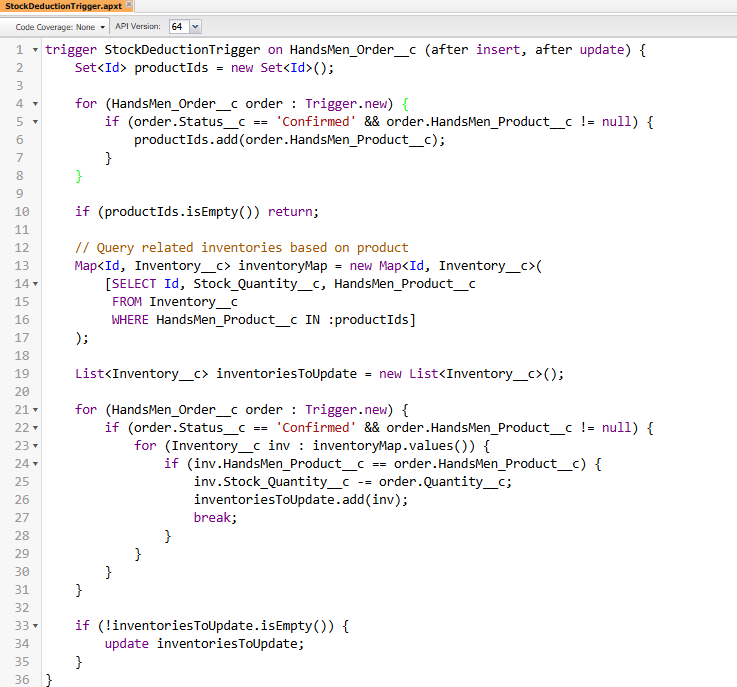 StockDeductionTrigger.apxt
Code Coverage: None API Version: 64
1 trigger StockDeductionTrigger on HandsMen_Order__c (after insert, after update) {
2 Set<Id> productIds = new Set<Id>();
3
4 for (HandsMen_Order__c order : Trigger.new) {
5 if (order.Status__c == 'Confirmed' && order.HandsMen_Product__c != null) {
6 productIds.add(order.HandsMen_Product__c);
7 }
8 }
9
10 if (productIds.isEmpty()) return;
11
12 // Query related inventories based on product
13 Map<Id, Inventory__c> inventoryMap = new Map<Id, Inventory__c>(
14 [SELECT Id, Stock_Quantity__c, HandsMen_Product__c
15 FROM Inventory__c
16 WHERE HandsMen_Product__c IN :productIds]
17 );
18
19 List<Inventory__c> inventoriesToUpdate = new List<Inventory__c>();
20
21 for (HandsMen_Order__c order : Trigger.new) {
22 if (order.Status__c == 'Confirmed' && order.HandsMen_Product__c != null) {
23 for (Inventory__c inv : inventoryMap.values()) {
24 if (inv.HandsMen_Product__c == order.HandsMen_Product__c) {
25 inv.Stock_Quantity__c -= order.Quantity__c;
26 inventoriesToUpdate.add(inv);
27 break;
28 }
29 }
30 }
31 }
32
33 if (!inventoriesToUpdate.isEmpty()) {
34 update inventoriesToUpdate;
35 }
36 }